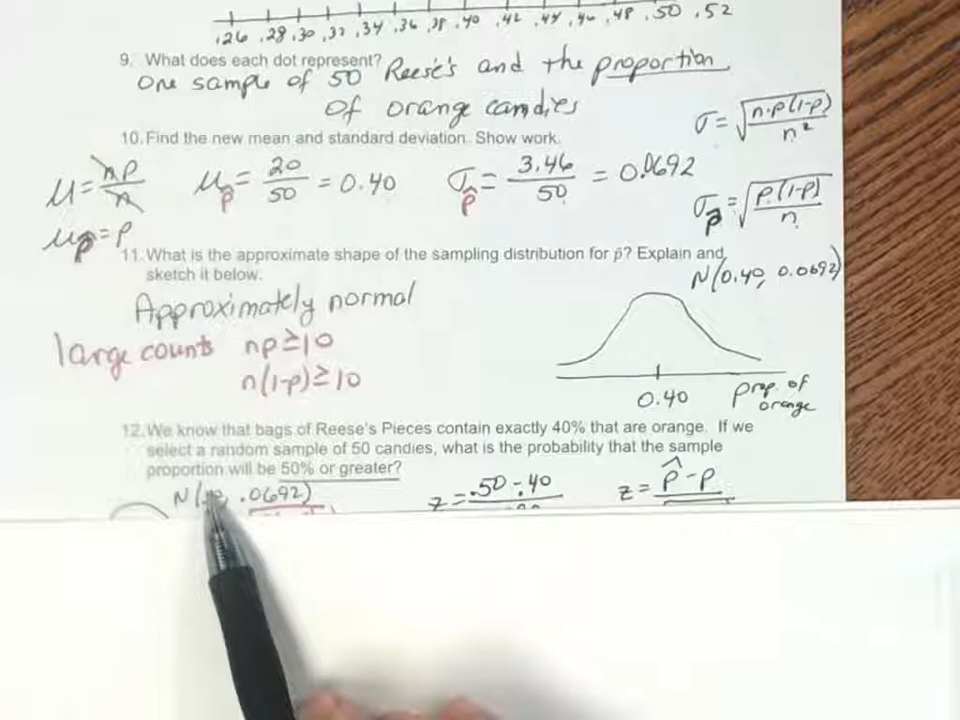 .26 .28 .30 .32 .34 .36 .38 .40 .42 .44 .46 .48 .50 .52
9. What does each dot represent?
One sample of 50 Reese's and the proportion
of orange candies
σ = √(n·p(1-p)/n²)
10. Find the new mean and standard deviation. Show work.
μ = np/n μp̂ = 20/50 = 0.40 σp̂ = 3.46/50 = 0.0692
μp̂ = p σp̂ = √(p(1-p)/n)
11. What is the approximate shape of the sampling distribution for p̂? Explain and
sketch it below.
N(0.40, 0.0692)
Approximately normal
large counts np ≥ 10
n(1-p) ≥ 10
0.40 prop. of
orange
12. We know that bags of Reese's Pieces contain exactly 40% that are orange. If we
select a random sample of 50 candies, what is the probability that the sample
proportion will be 50% or greater?
N( .0692) z = .50 - .40 z = p̂ - p